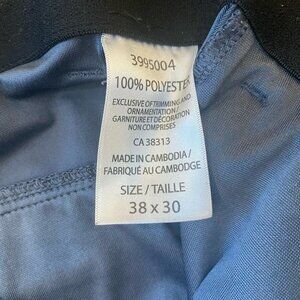 3995004
100% POLYESTER
EXCLUSIVE OF TRIMMING AND
ORNAMENTATION/
GARNITURE ET DÉCORATION
NON COMPRISES
CA 38313
MADE IN CAMBODIA/
FABRIQUÉ AU CAMBODGE
SIZE / TAILLE
38 x 30